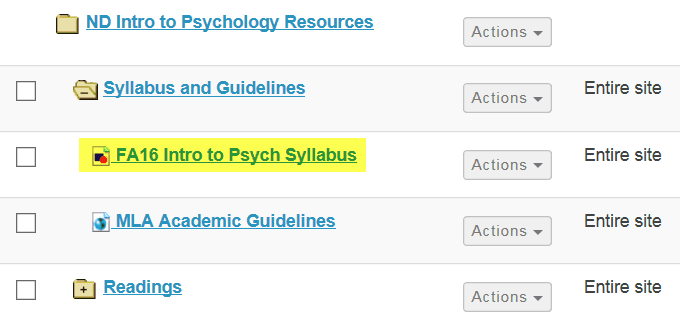 ND Intro to Psychology Resources Actions
Syllabus and Guidelines Actions Entire site
FA16 Intro to Psych Syllabus Actions Entire site
MLA Academic Guidelines Actions Entire site
Readings Actions Entire site